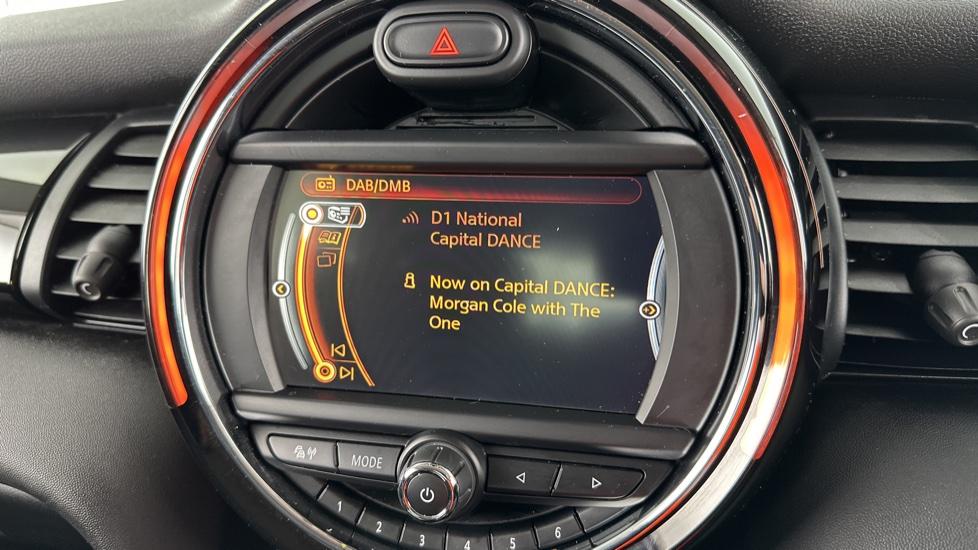 DAB/DMB
D1 National
Capital DANCE
Now on Capital DANCE:
Morgan Cole with The
One
MODE
1
2
3
4
5
6